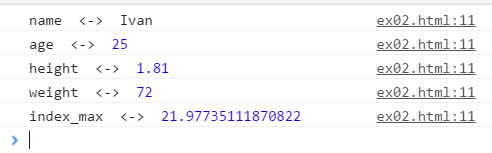 name <-> Ivan ex02.html:11
age <-> 25 ex02.html:11
height <-> 1.81 ex02.html:11
weight <-> 72 ex02.html:11
index_max <-> 21.97735111870822 ex02.html:11
>